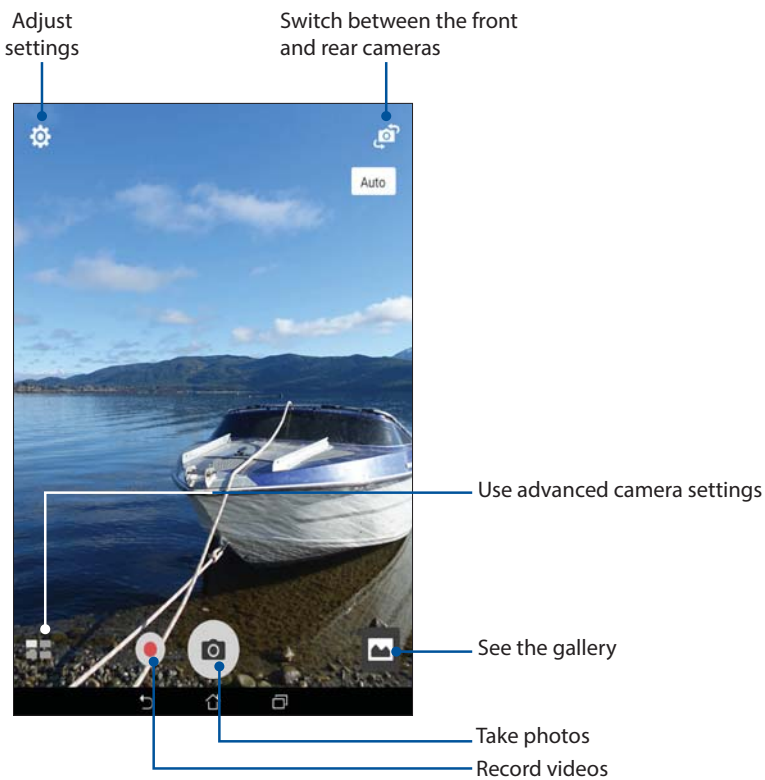 Adjust
settings
Switch between the front
and rear cameras
Auto
Use advanced camera settings
See the gallery
Take photos
Record videos